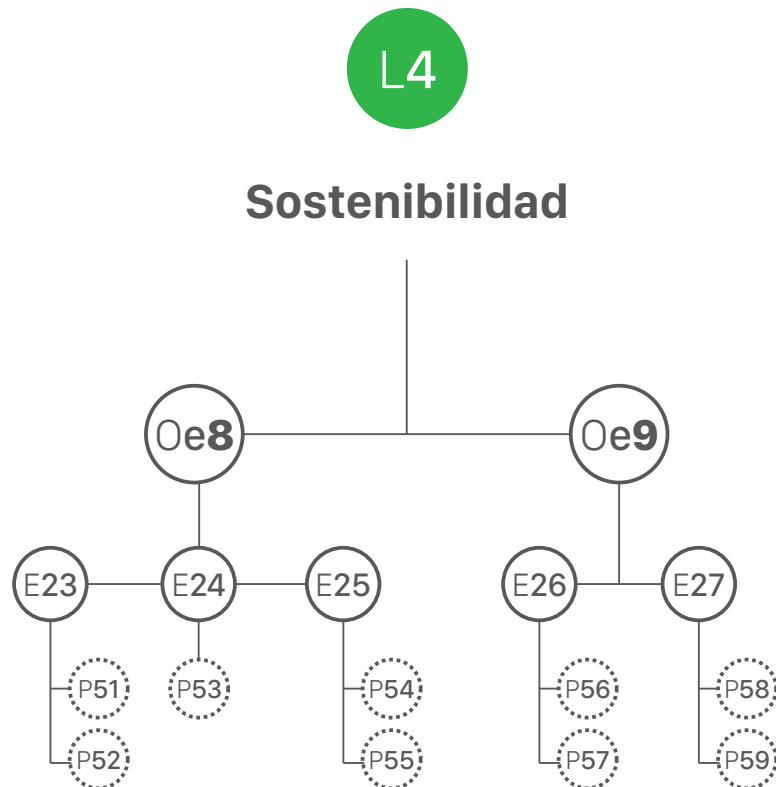 L4
Sostenibilidad
Oe8 Oe9
E23 E24 E25 E26 E27
P51 P53 P54 P56 P58
P52 P55 P57 P59